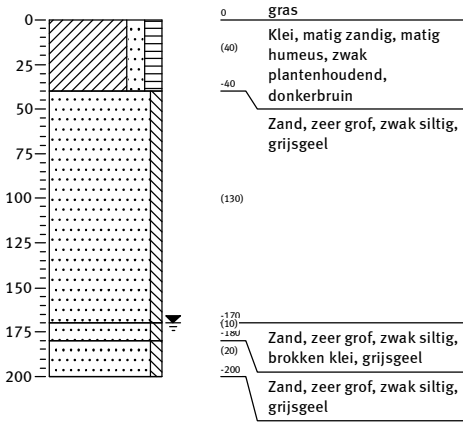 0
25
50
75
100
125
150
175
200
0
gras
(40)
Klei, matig zandig, matig
humeus, zwak
plantenhoudend,
donkerbruin
-40
Zand, zeer grof, zwak siltig,
grijsgeel
(130)
-170
(10)
-180
Zand, zeer grof, zwak siltig,
brokken klei, grijsgeel
(20)
-200
Zand, zeer grof, zwak siltig,
grijsgeel